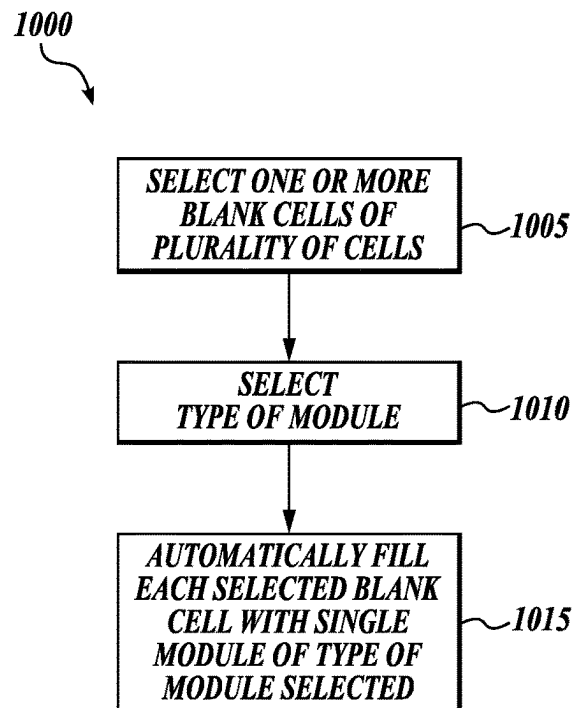 1000
SELECT ONE OR MORE
BLANK CELLS OF
PLURALITY OF CELLS
1005
SELECT
TYPE OF MODULE
1010
AUTOMATICALLY FILL
EACH SELECTED BLANK
CELL WITH SINGLE
MODULE OF TYPE OF
MODULE SELECTED
1015